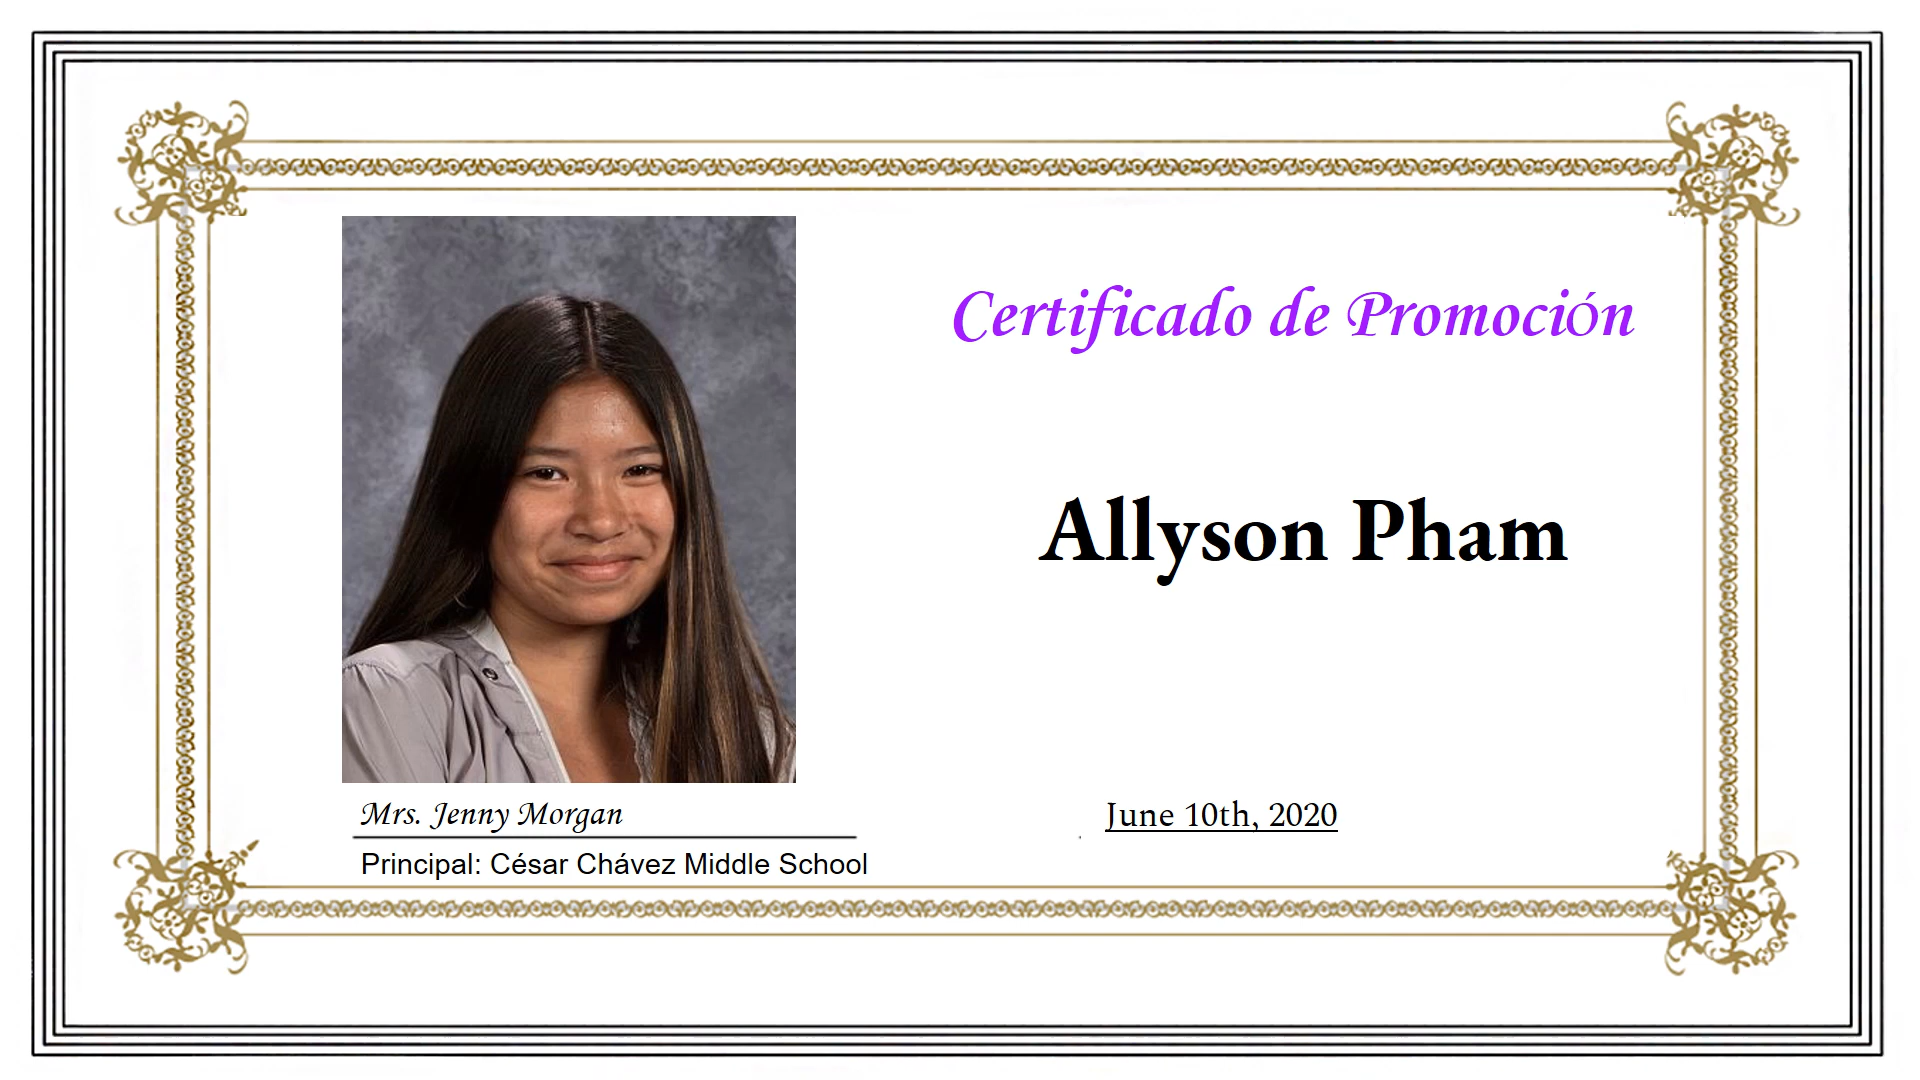 Certificado de Promoción
Allyson Pham
Mrs. Jenny Morgan
June 10th, 2020
Principal: César Chávez Middle School